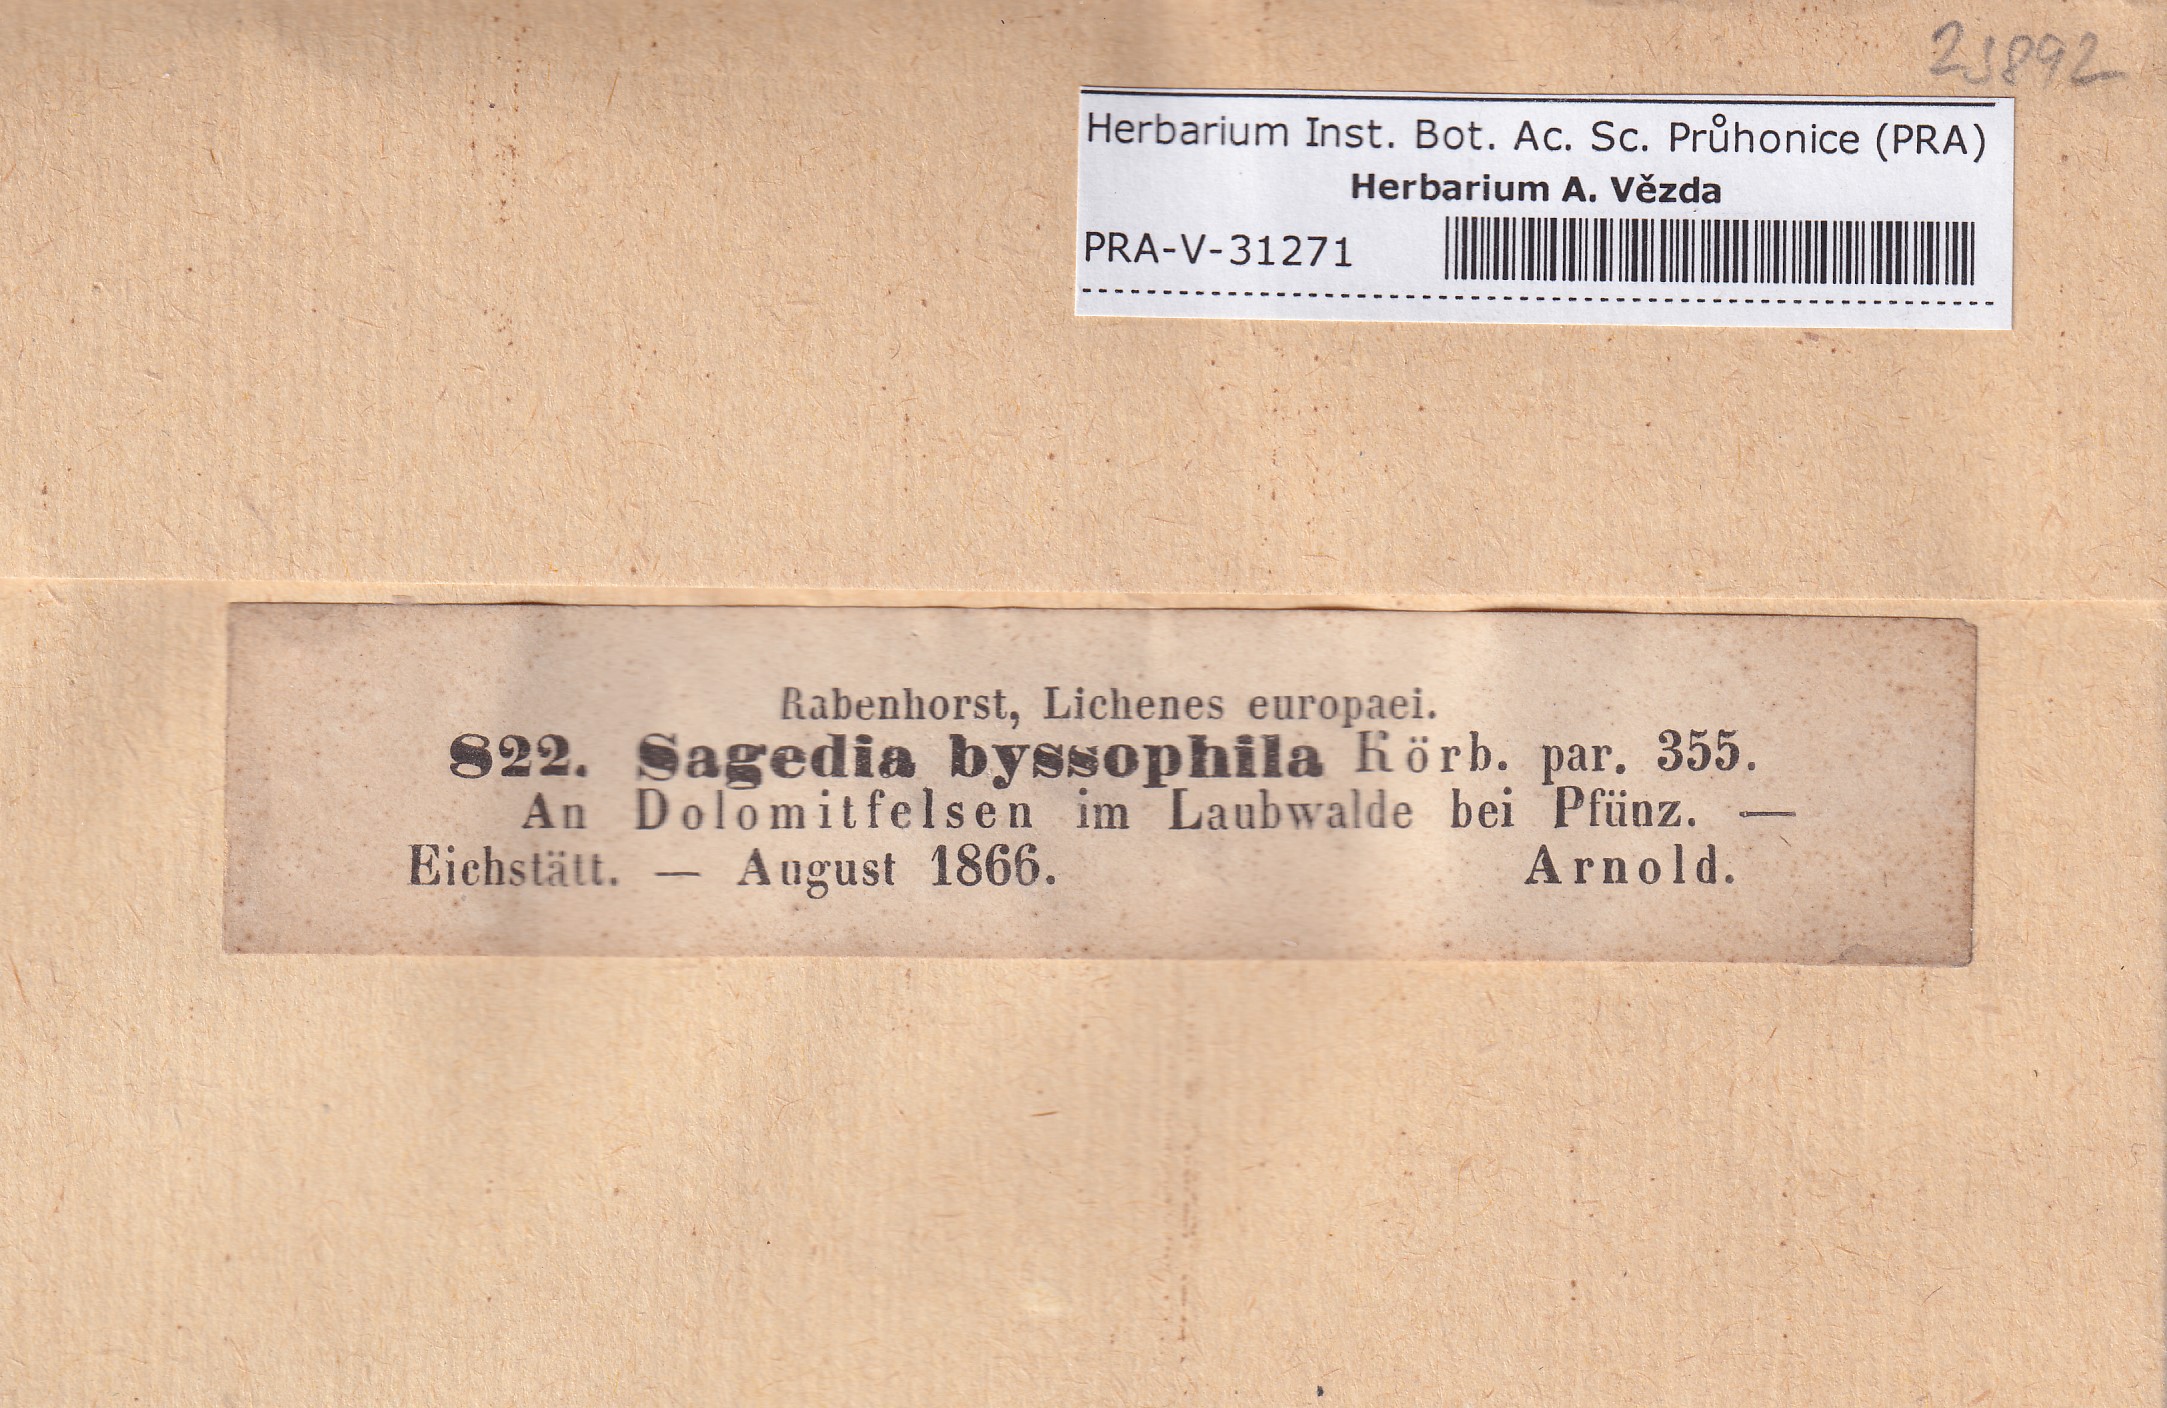 25892
Herbarium Inst. Bot. Ac. Sc. Průhonice (PRA)
Herbarium A. Vězda
PRA-V-31271
Rabenhorst, Lichenes europaei.
822. Sagedia byssophila Körb. par. 355.
An Dolomitfelsen im Laubwalde bei Pfünz. —
Eichstätt. — August 1866. Arnold.